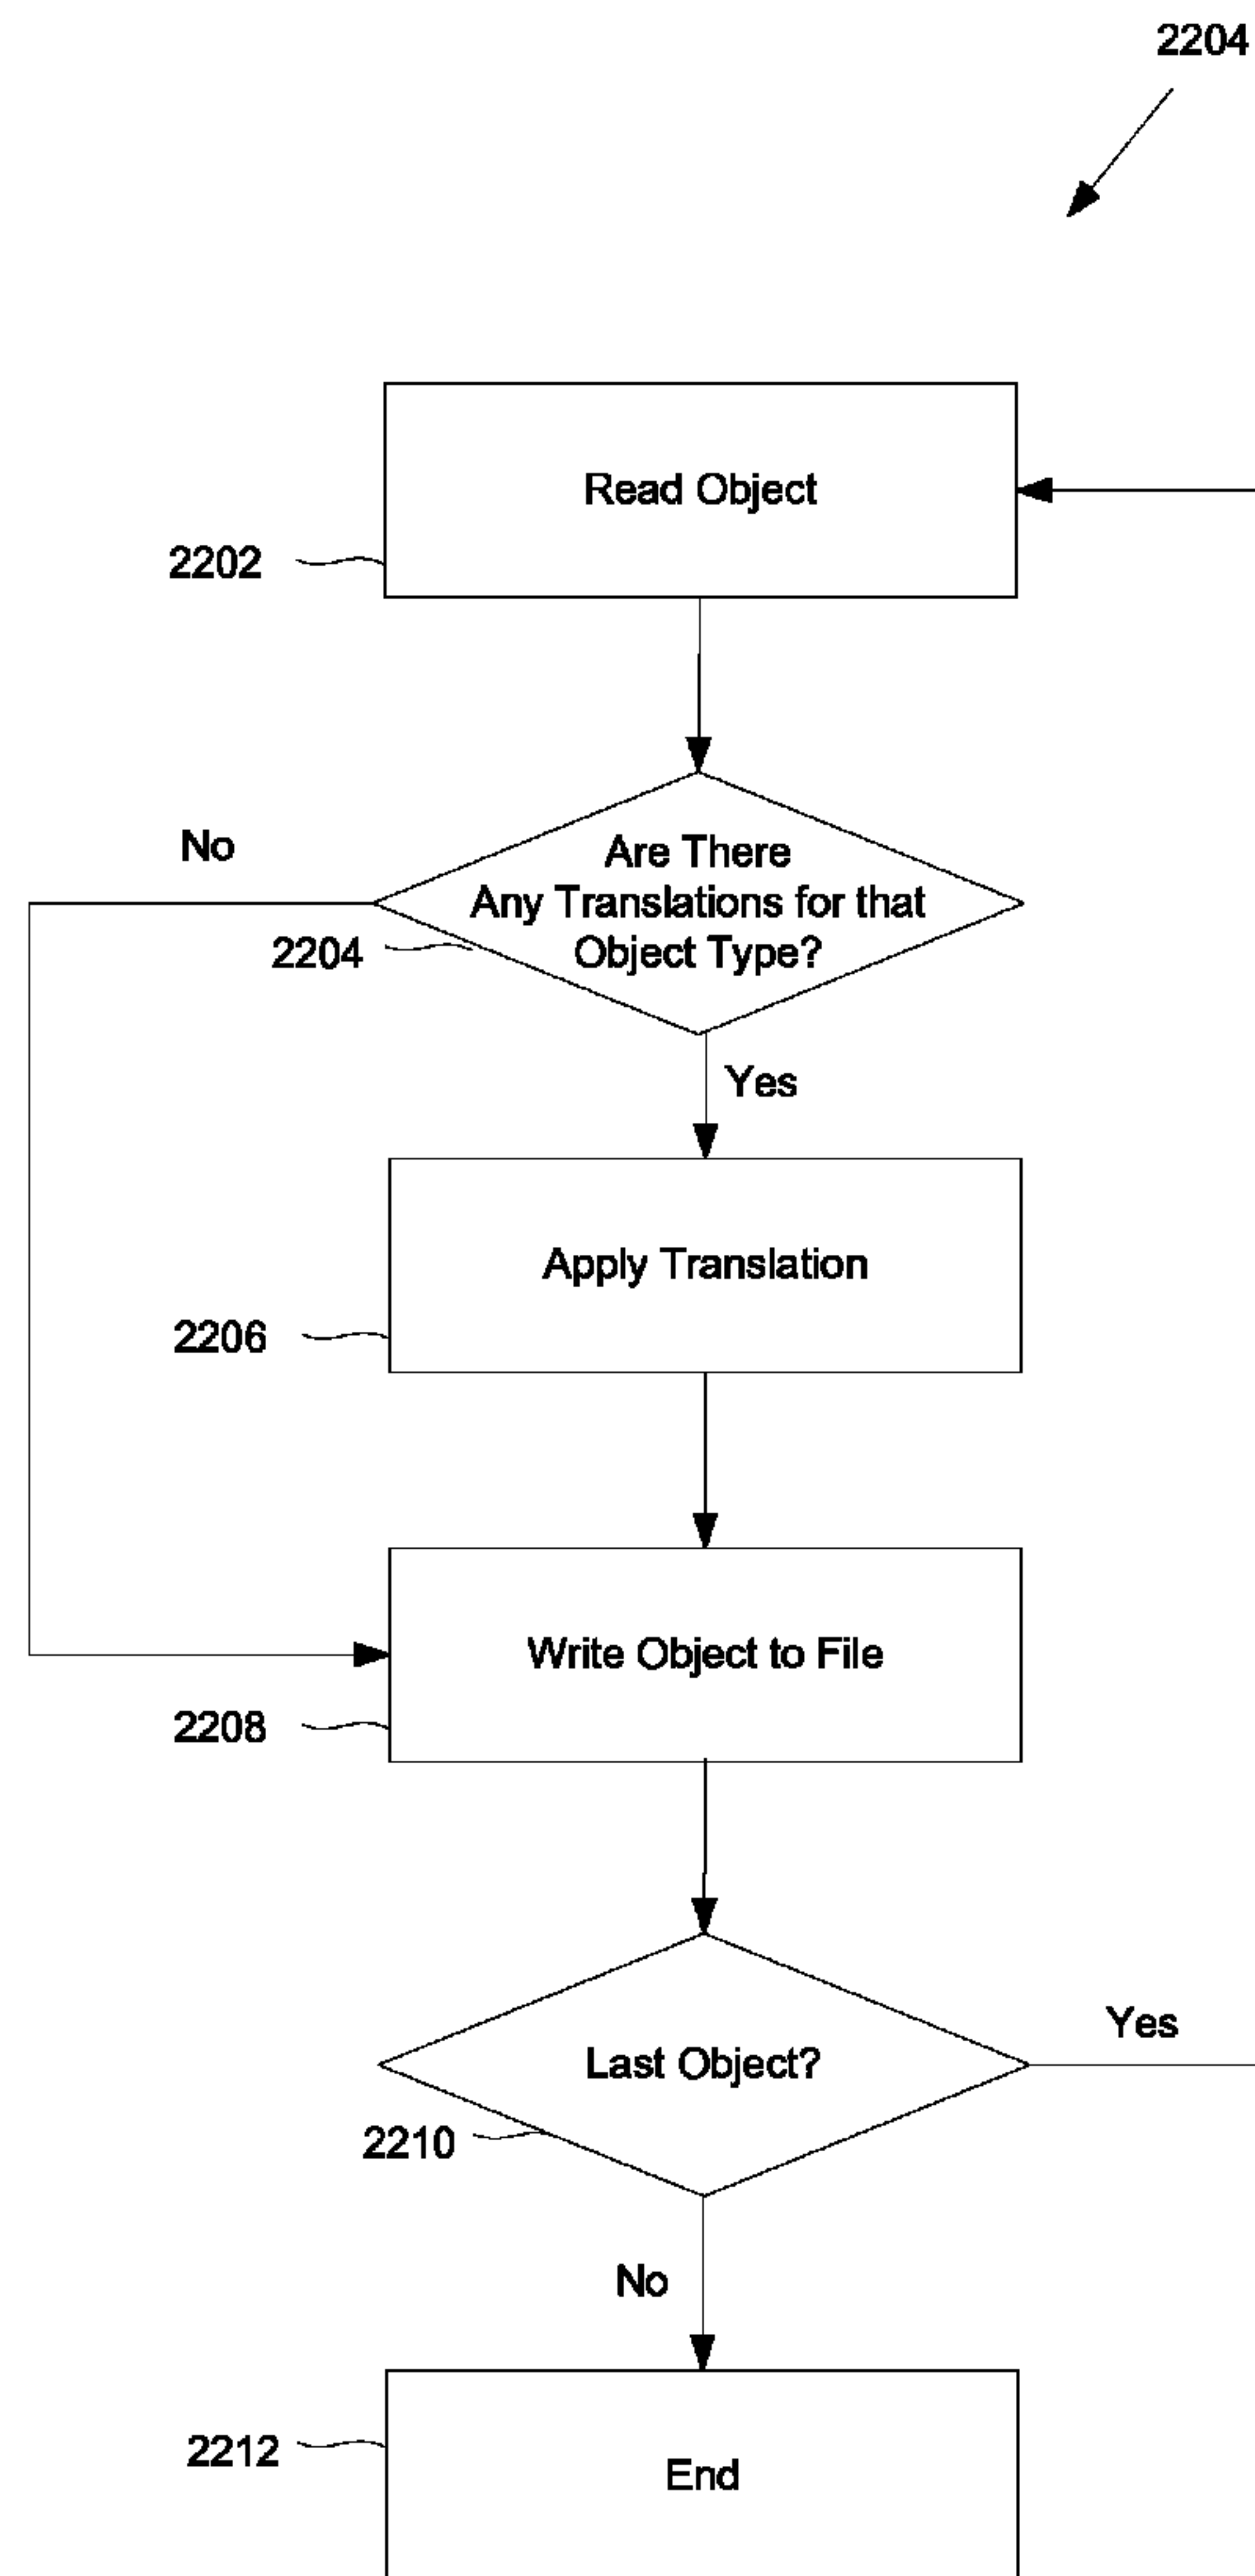 2204
Read Object
2202
No
Are There
Any Translations for that
Object Type?
2204
Yes
Apply Translation
2206
Write Object to File
2208
Last Object?
Yes
2210
No
2212
End